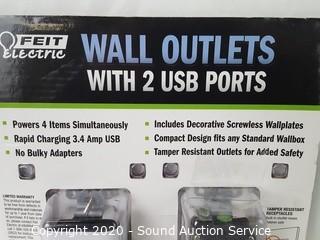 FEIT
electric
WALL OUTLETS
WITH 2 USB PORTS
• Powers 4 Items Simultaneously
• Rapid Charging 3.4 Amp USB
• No Bulky Adapters
• Includes Decorative Screwless Wallplates
• Compact Design fits any Standard Wallbox
• Tamper Resistant Outlets for Added Safety
LIMITED WARRANTY
TAMPER RESISTANT
RECEPTACLES
Copyright 2020 - Sound Auction Service